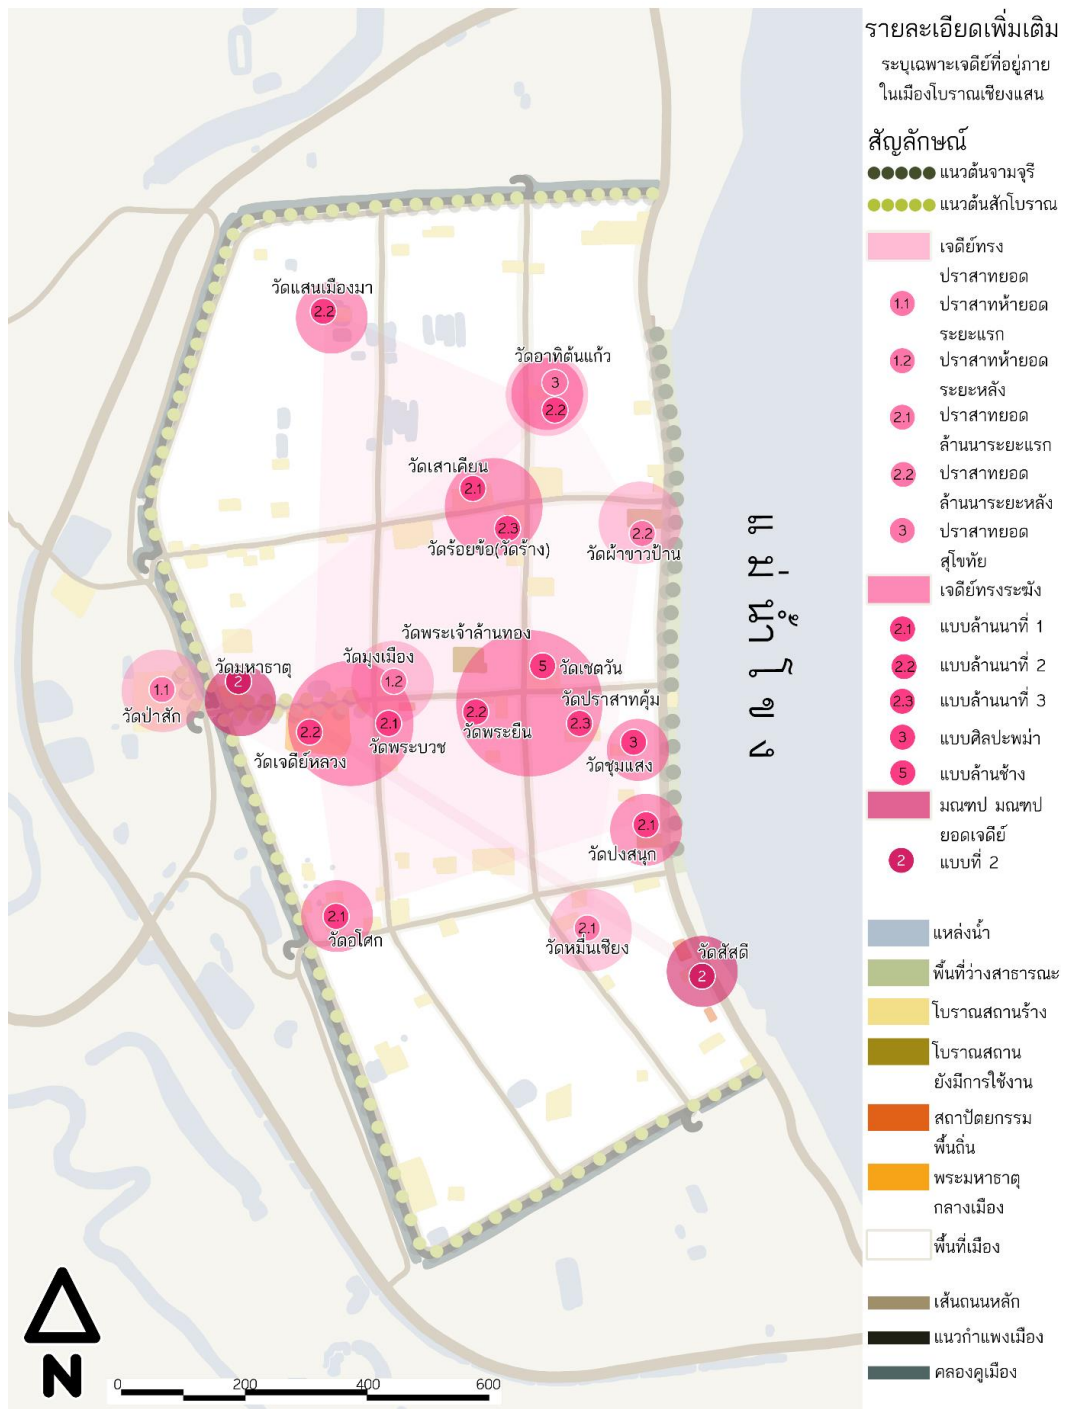 รายละเอียดเพิ่มเติม
ระบุเฉพาะเจดีย์ที่อยู่ภาย
ในเมืองโบราณเชียงแสน
สัญลักษณ์
แนวต้นจามจุรี
แนวต้นสักโบราณ
เจดีย์ทรง
ปราสาทยอด
1.1 ปราสาทห้ายอด
ระยะแรก
1.2 ปราสาทห้ายอด
ระยะหลัง
2.1 ปราสาทยอด
ล้านนาระยะแรก
2.2 ปราสาทยอด
ล้านนาระยะหลัง
3 ปราสาทยอด
สุโขทัย
เจดีย์ทรงระฆัง
2.1 แบบล้านนาที่ 1
2.2 แบบล้านนาที่ 2
2.3 แบบล้านนาที่ 3
3 แบบศิลปะพม่า
5 แบบล้านช้าง
มณฑป มณฑป
ยอดเจดีย์
2 แบบที่ 2
แหล่งน้ำ
พื้นที่ว่างสาธารณะ
โบราณสถานร้าง
โบราณสถาน
ยังมีการใช้งาน
สถาปัตยกรรม
พื้นถิ่น
พระมหาธาตุ
กลางเมือง
พื้นที่เมือง
เส้นถนนหลัก
แนวกำแพงเมือง
คลองคูเมือง
วัดแสนเมืองมา
2.2
วัดอาทิต้นแก้ว
3
2.2
วัดเสาเคียน
2.1
2.3
วัดร้อยข้อ(วัดร้าง)
2.2
วัดผ้าขาวป้าน
แม่น้ำโขง
วัดพระเจ้าล้านทอง
วัดมุงเมือง
1.2
วัดมหาธาตุ
2
1.1
วัดป่าสัก
5 วัดเชตวัน
วัดปราสาทคุ้ม
2.3
2.2
วัดพระยืน
2.1
วัดพระบวช
2.2
วัดเจดีย์หลวง
3
วัดชุมแสง
2.1
วัดปงสนุก
2.1
วัดอโศก
2.1
วัดหมื่นเชียง
วัดสัสดี
2
N
0 200 400 600